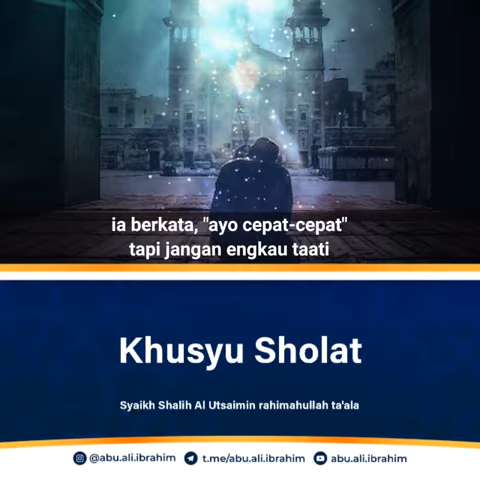 ia berkata, "ayo cepat-cepat"
tapi jangan engkau taati
Khusyu Sholat
Syaikh Shalih Al Utsaimin rahimahullah ta'ala
@abu.ali.ibrahim t.me/abu.ali.ibrahim abu.ali.ibrahim